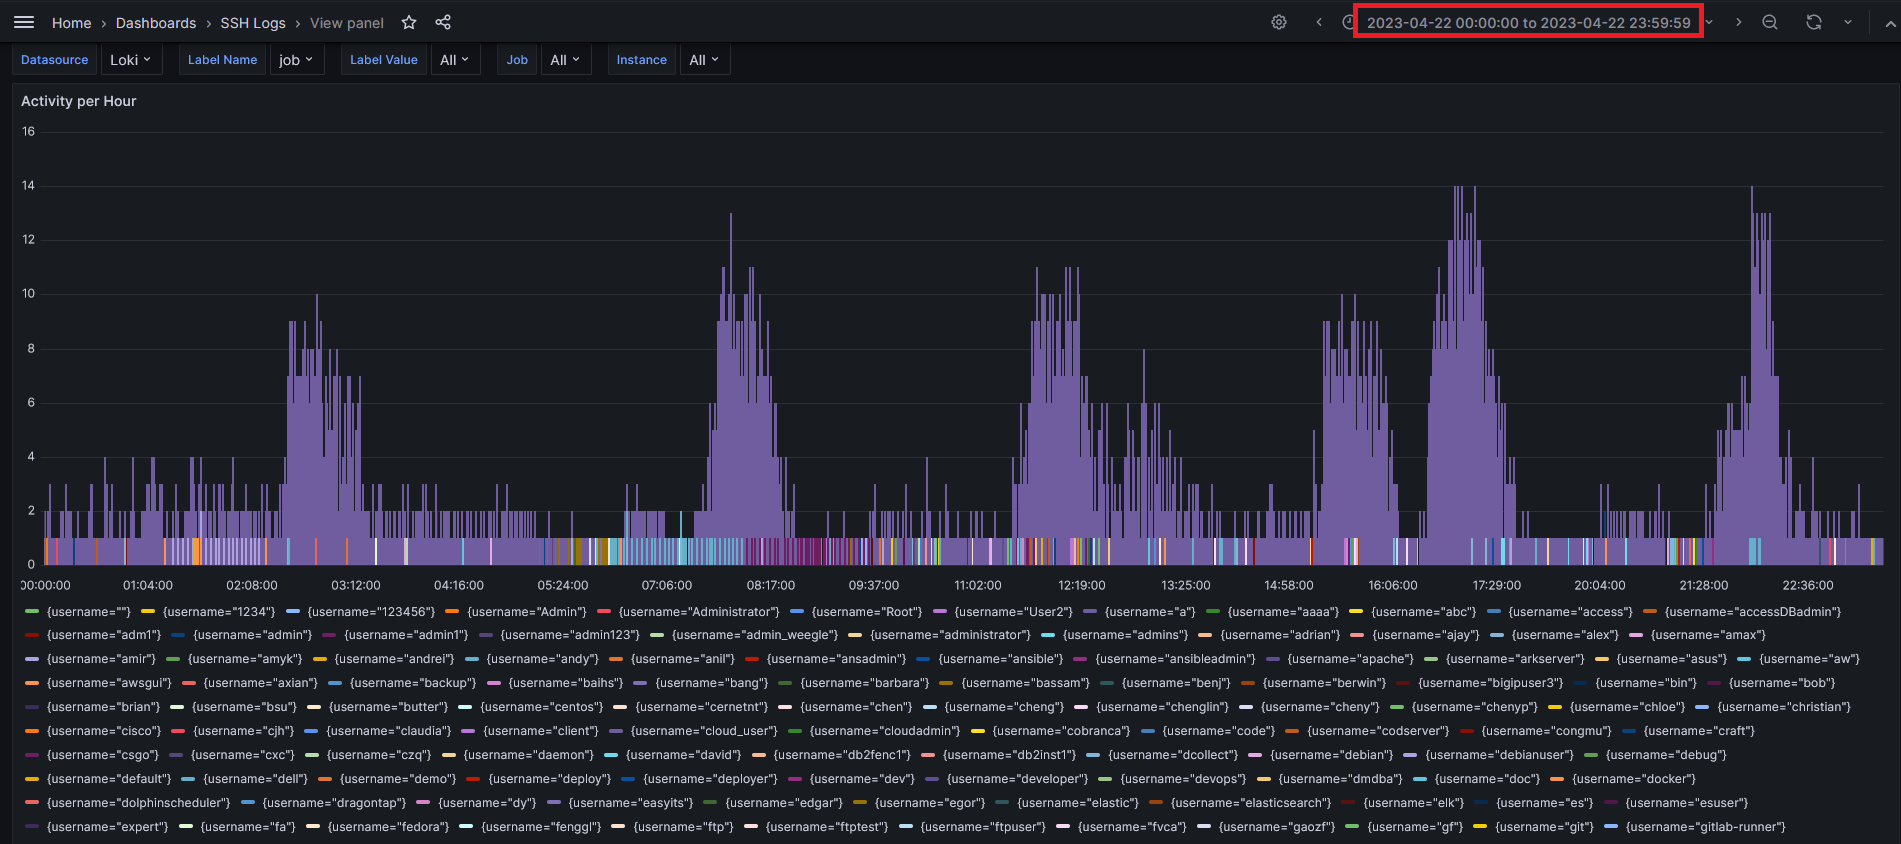 Home › Dashboards › SSH Logs › View panel 2023-04-22 00:00:00 to 2023-04-22 23:59:59
Datasource Loki Label Name job Label Value All Job All Instance All
Activity per Hour
16
14
12
10
8
6
4
2
0
00:00:00 01:04:00 02:08:00 03:12:00 04:16:00 05:24:00 07:06:00 08:17:00 09:37:00 11:02:00 12:19:00 13:25:00 14:58:00 16:06:00 17:29:00 20:04:00 21:28:00 22:36:00
{username=""} {username="1234"} {username="123456"} {username="Admin"} {username="Administrator"} {username="Root"} {username="User2"} {username="a"} {username="aaaa"} {username="abc"} {username="access"} {username="accessDBadmin"}
{username="adm1"} {username="admin"} {username="admin1"} {username="admin123"} {username="admin_weegle"} {username="administrator"} {username="admins"} {username="adrian"} {username="ajay"} {username="alex"} {username="amax"}
{username="amir"} {username="amyk"} {username="andrei"} {username="andy"} {username="anil"} {username="ansadmin"} {username="ansible"} {username="ansibleadmin"} {username="apache"} {username="arkserver"} {username="asus"} {username="aw"}
{username="awsgui"} {username="axian"} {username="backup"} {username="baihs"} {username="bang"} {username="barbara"} {username="bassam"} {username="benj"} {username="berwin"} {username="bigipuser3"} {username="bin"} {username="bob"}
{username="brian"} {username="bsu"} {username="butter"} {username="centos"} {username="cernetnt"} {username="chen"} {username="cheng"} {username="chenglin"} {username="cheny"} {username="chenyp"} {username="chloe"} {username="christian"}
{username="cisco"} {username="cjh"} {username="claudia"} {username="client"} {username="cloud_user"} {username="cloudadmin"} {username="cobranca"} {username="code"} {username="codserver"} {username="congmu"} {username="craft"}
{username="csgo"} {username="cxc"} {username="czq"} {username="daemon"} {username="david"} {username="db2fenc1"} {username="db2inst1"} {username="dcollect"} {username="debian"} {username="debianuser"} {username="debug"}
{username="default"} {username="dell"} {username="demo"} {username="deploy"} {username="deployer"} {username="dev"} {username="developer"} {username="devops"} {username="dmdba"} {username="doc"} {username="docker"}
{username="dolphinscheduler"} {username="dragontap"} {username="dy"} {username="easyits"} {username="edgar"} {username="egor"} {username="elastic"} {username="elasticsearch"} {username="elk"} {username="es"} {username="esuser"}
{username="expert"} {username="fa"} {username="fedora"} {username="fenggl"} {username="ftp"} {username="ftptest"} {username="ftpuser"} {username="fvca"} {username="gaozf"} {username="gf"} {username="git"} {username="gitlab-runner"}